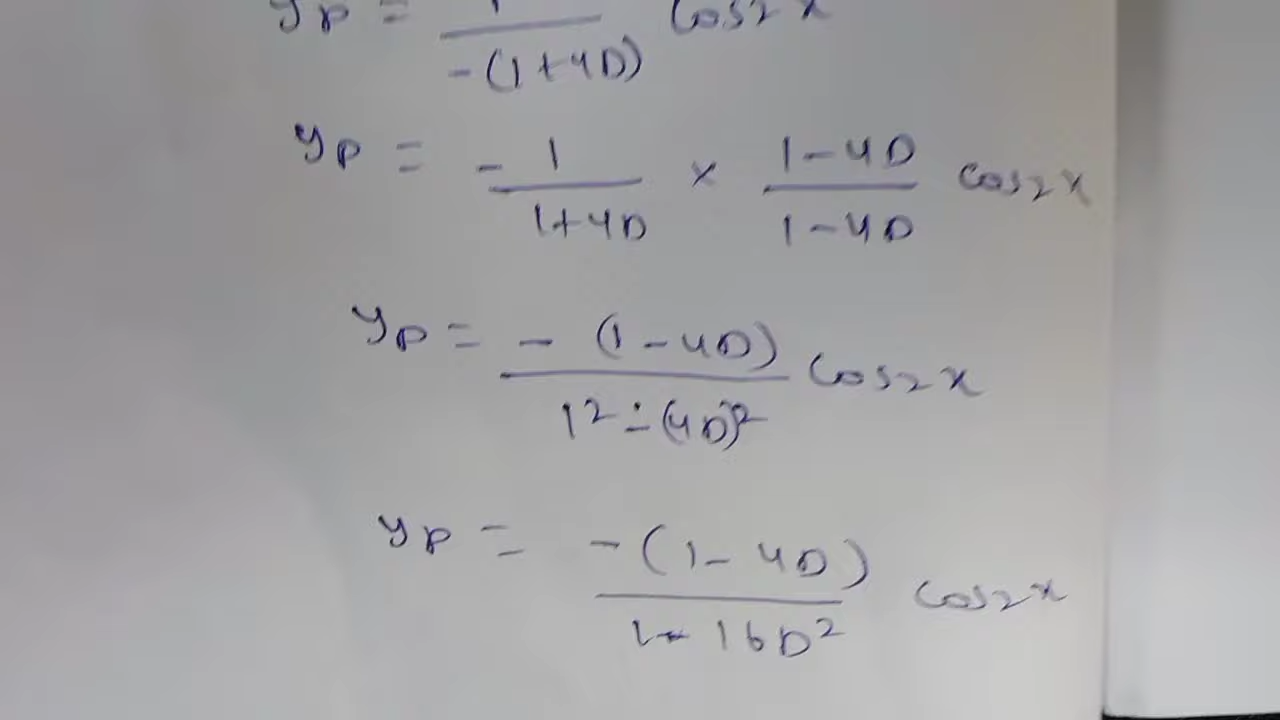 yp = 1/-(1+4D) cos2x
yp = - 1/1+4D × 1-4D/1-4D cos2x
yp = -(1-4D)/1² - (4D)² cos2x
yp = -(1-4D)/1-16D² cos2x